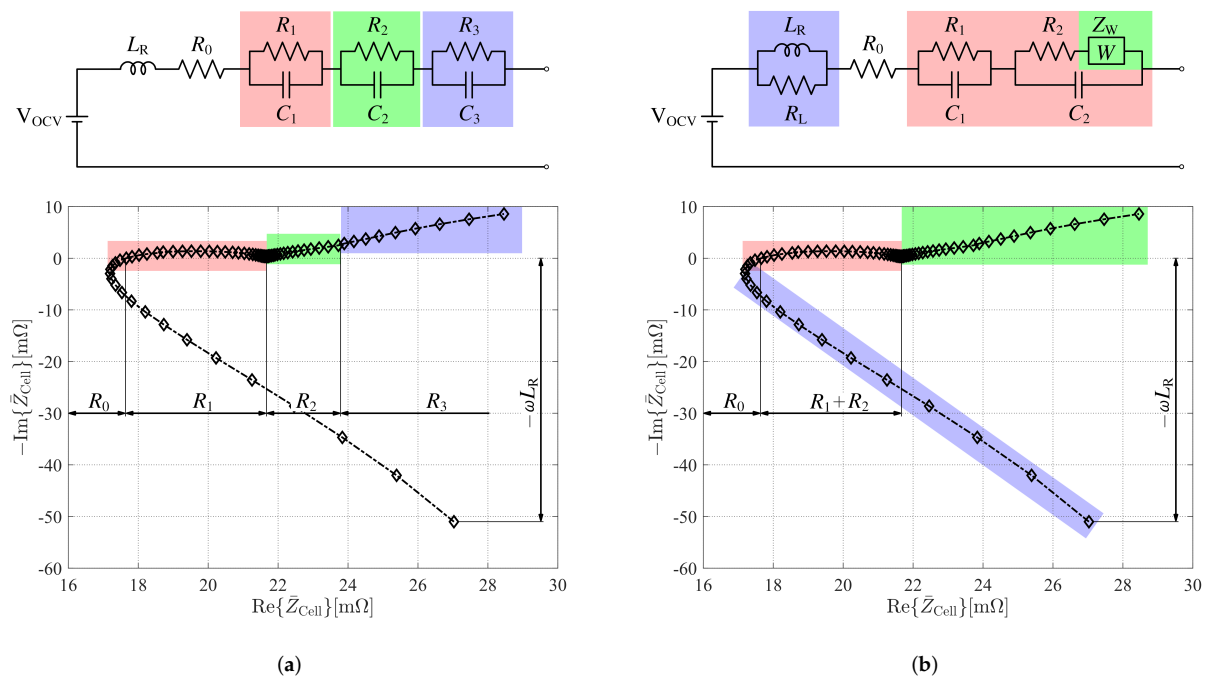 L_R R_0 R_1 R_2 R_3
V_OCV
C_1 C_2 C_3
10
0
-10
-20
-30
-40
-50
-60
−Im{Z̄_Cell}[mΩ]
R_0 R_1 R_2 R_3
−ωL_R
16 18 20 22 24 26 28 30
Re{Z̄_Cell}[mΩ]
(a)
L_R R_0 R_1 R_2 Z_W
W
V_OCV
R_L C_1 C_2
10
0
-10
-20
-30
-40
-50
-60
−Im{Z̄_Cell}[mΩ]
R_0 R_1+R_2
−ωL_R
16 18 20 22 24 26 28 30
Re{Z̄_Cell}[mΩ]
(b)